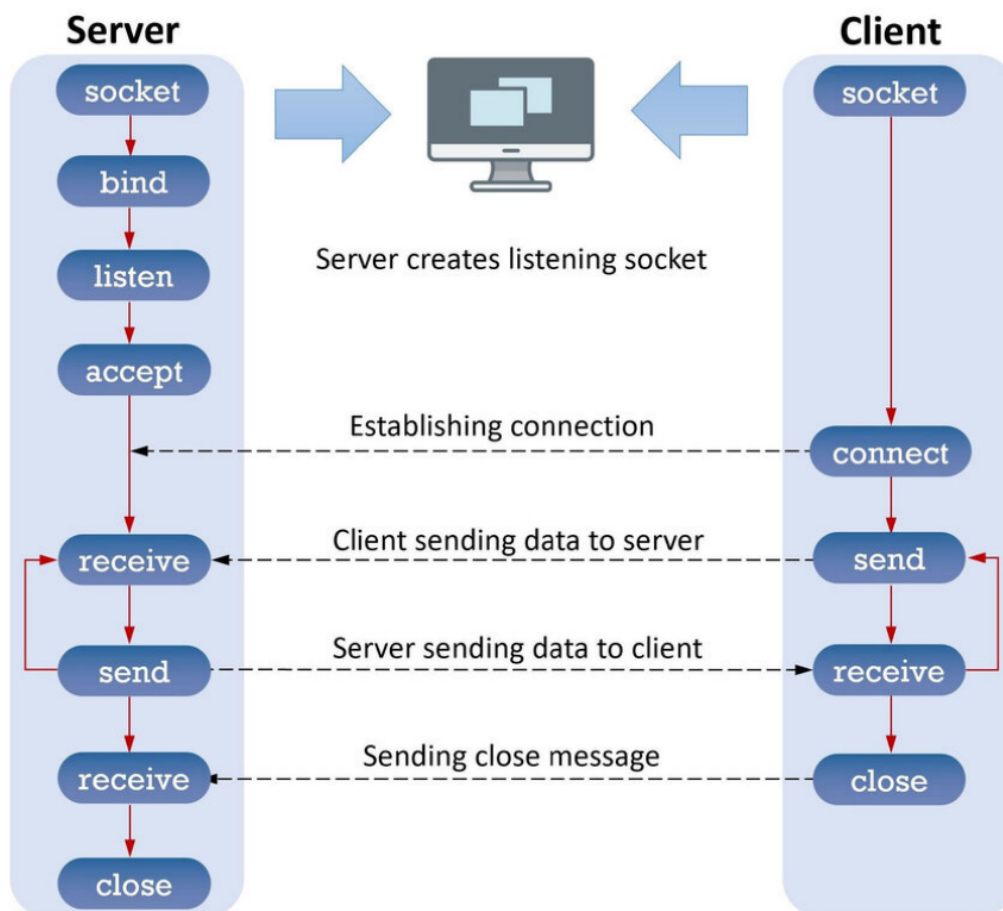 Server
Client
socket
socket
bind
Server creates listening socket
listen
accept
Establishing connection
connect
Client sending data to server
receive
send
Server sending data to client
send
receive
Sending close message
receive
close
close